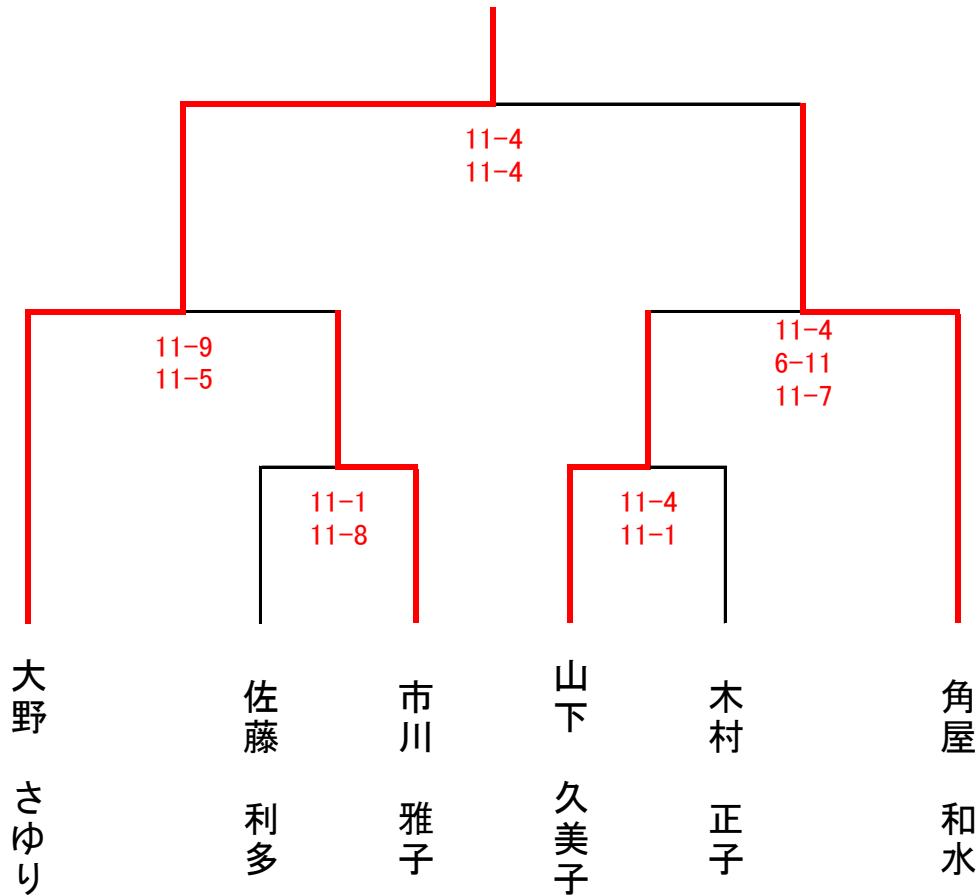 11-4
11-4
11-9
11-5
11-4
6-11
11-7
11-1
11-8
11-4
11-1
大野 さゆり
佐藤 利多
市川 雅子
山下 久美子
木村 正子
角屋 和水